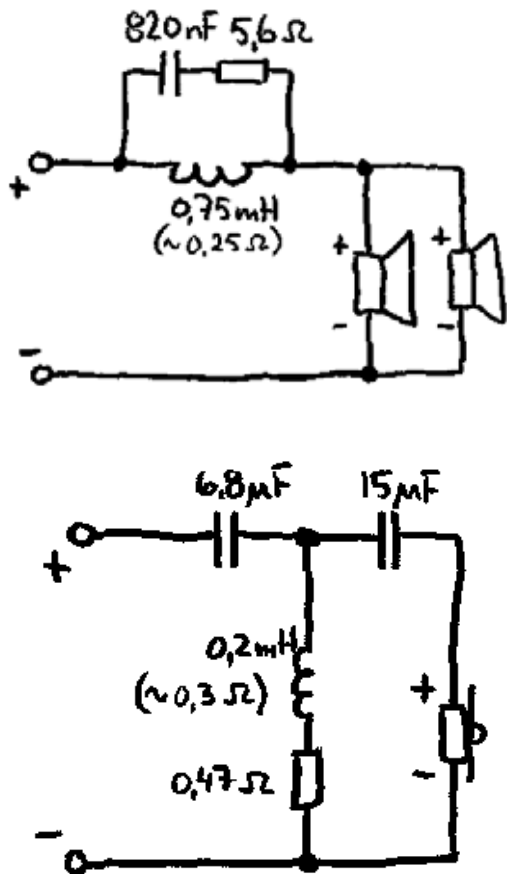 820nF 5,6Ω
+
0,75mH
(~0,25Ω)
+ +
- -
-
6,8µF 15µF
+
0,2mH
(~0,3Ω)
+
0,47Ω
-
-